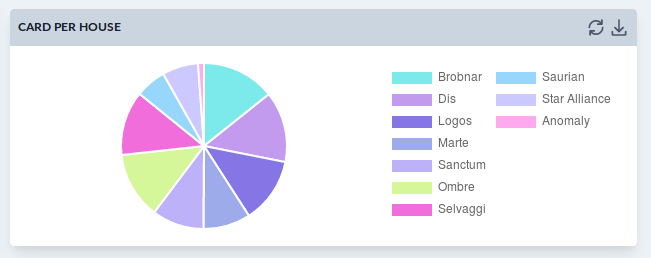 CARD PER HOUSE
Brobnar
Dis
Logos
Marte
Sanctum
Ombre
Selvaggi
Saurian
Star Alliance
Anomaly